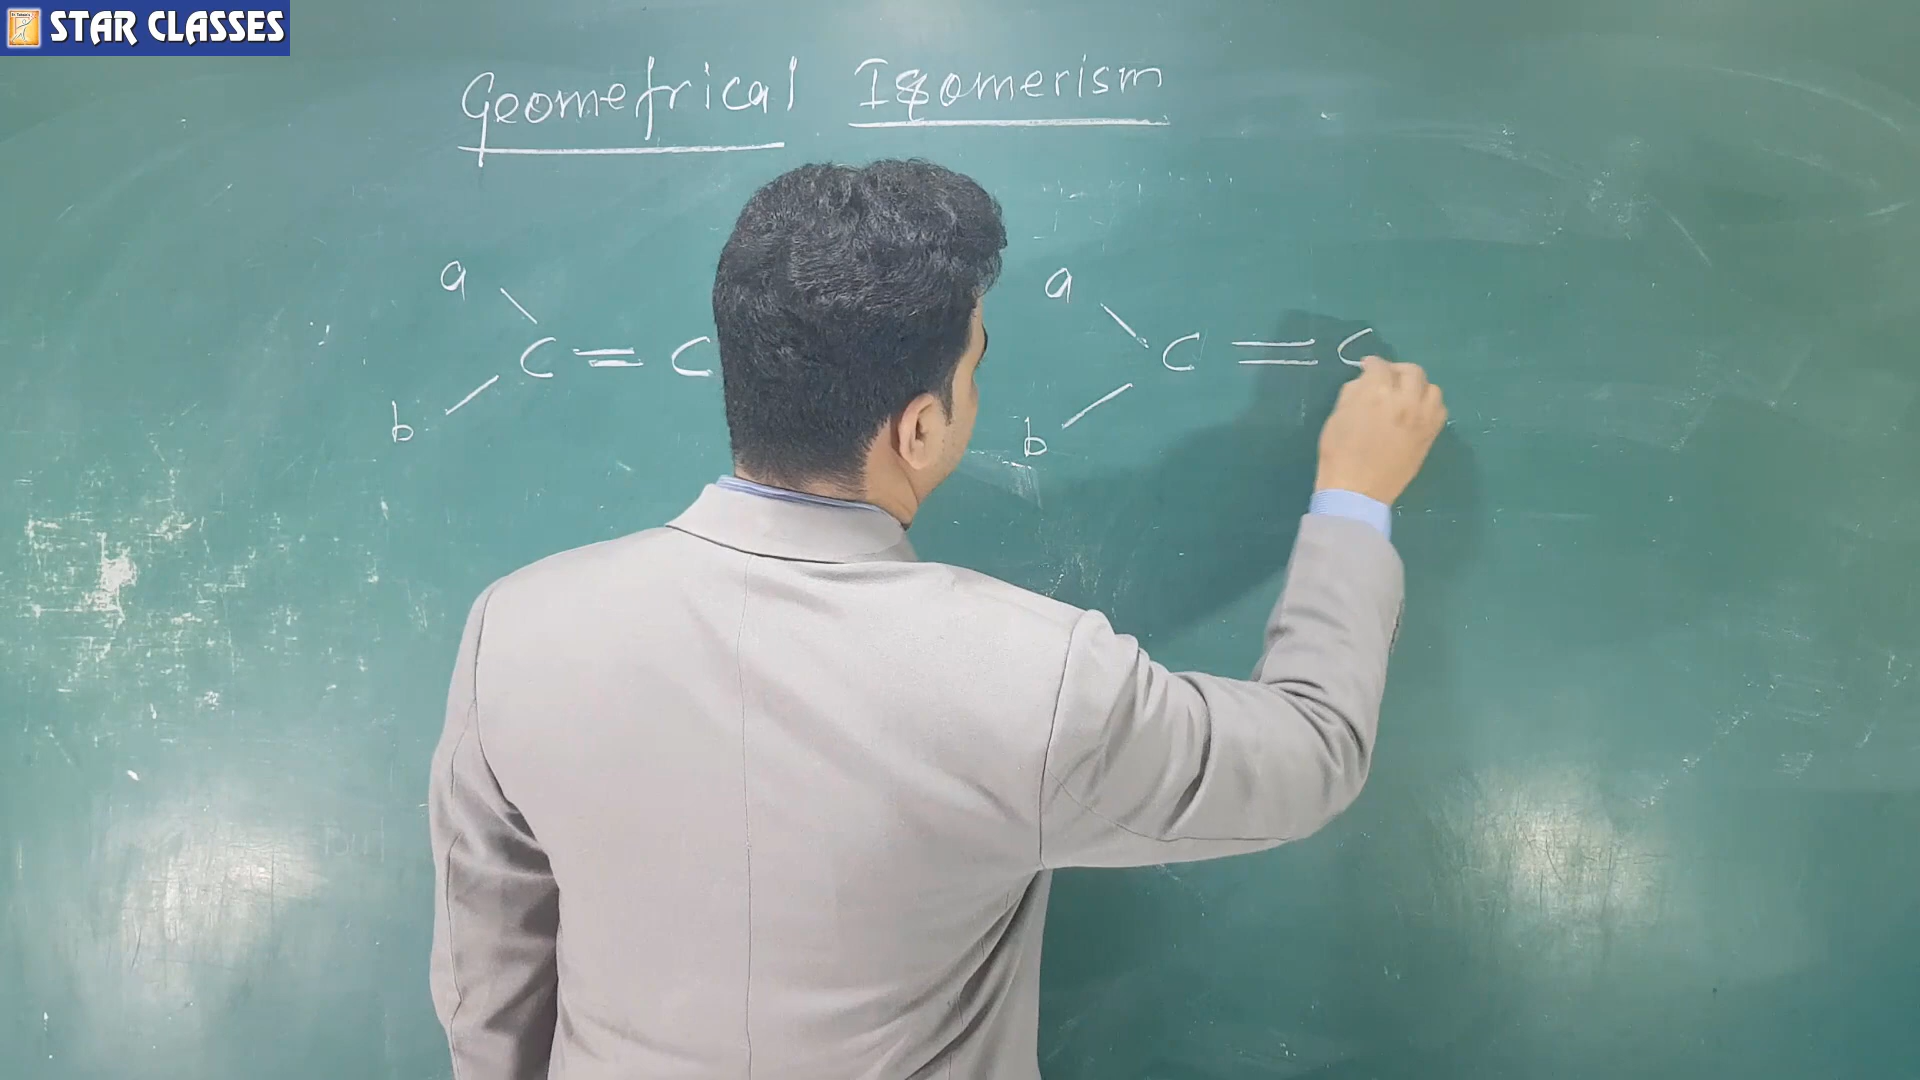 STAR CLASSES
Geometrical Isomerism
a a
C = C C = C
b b